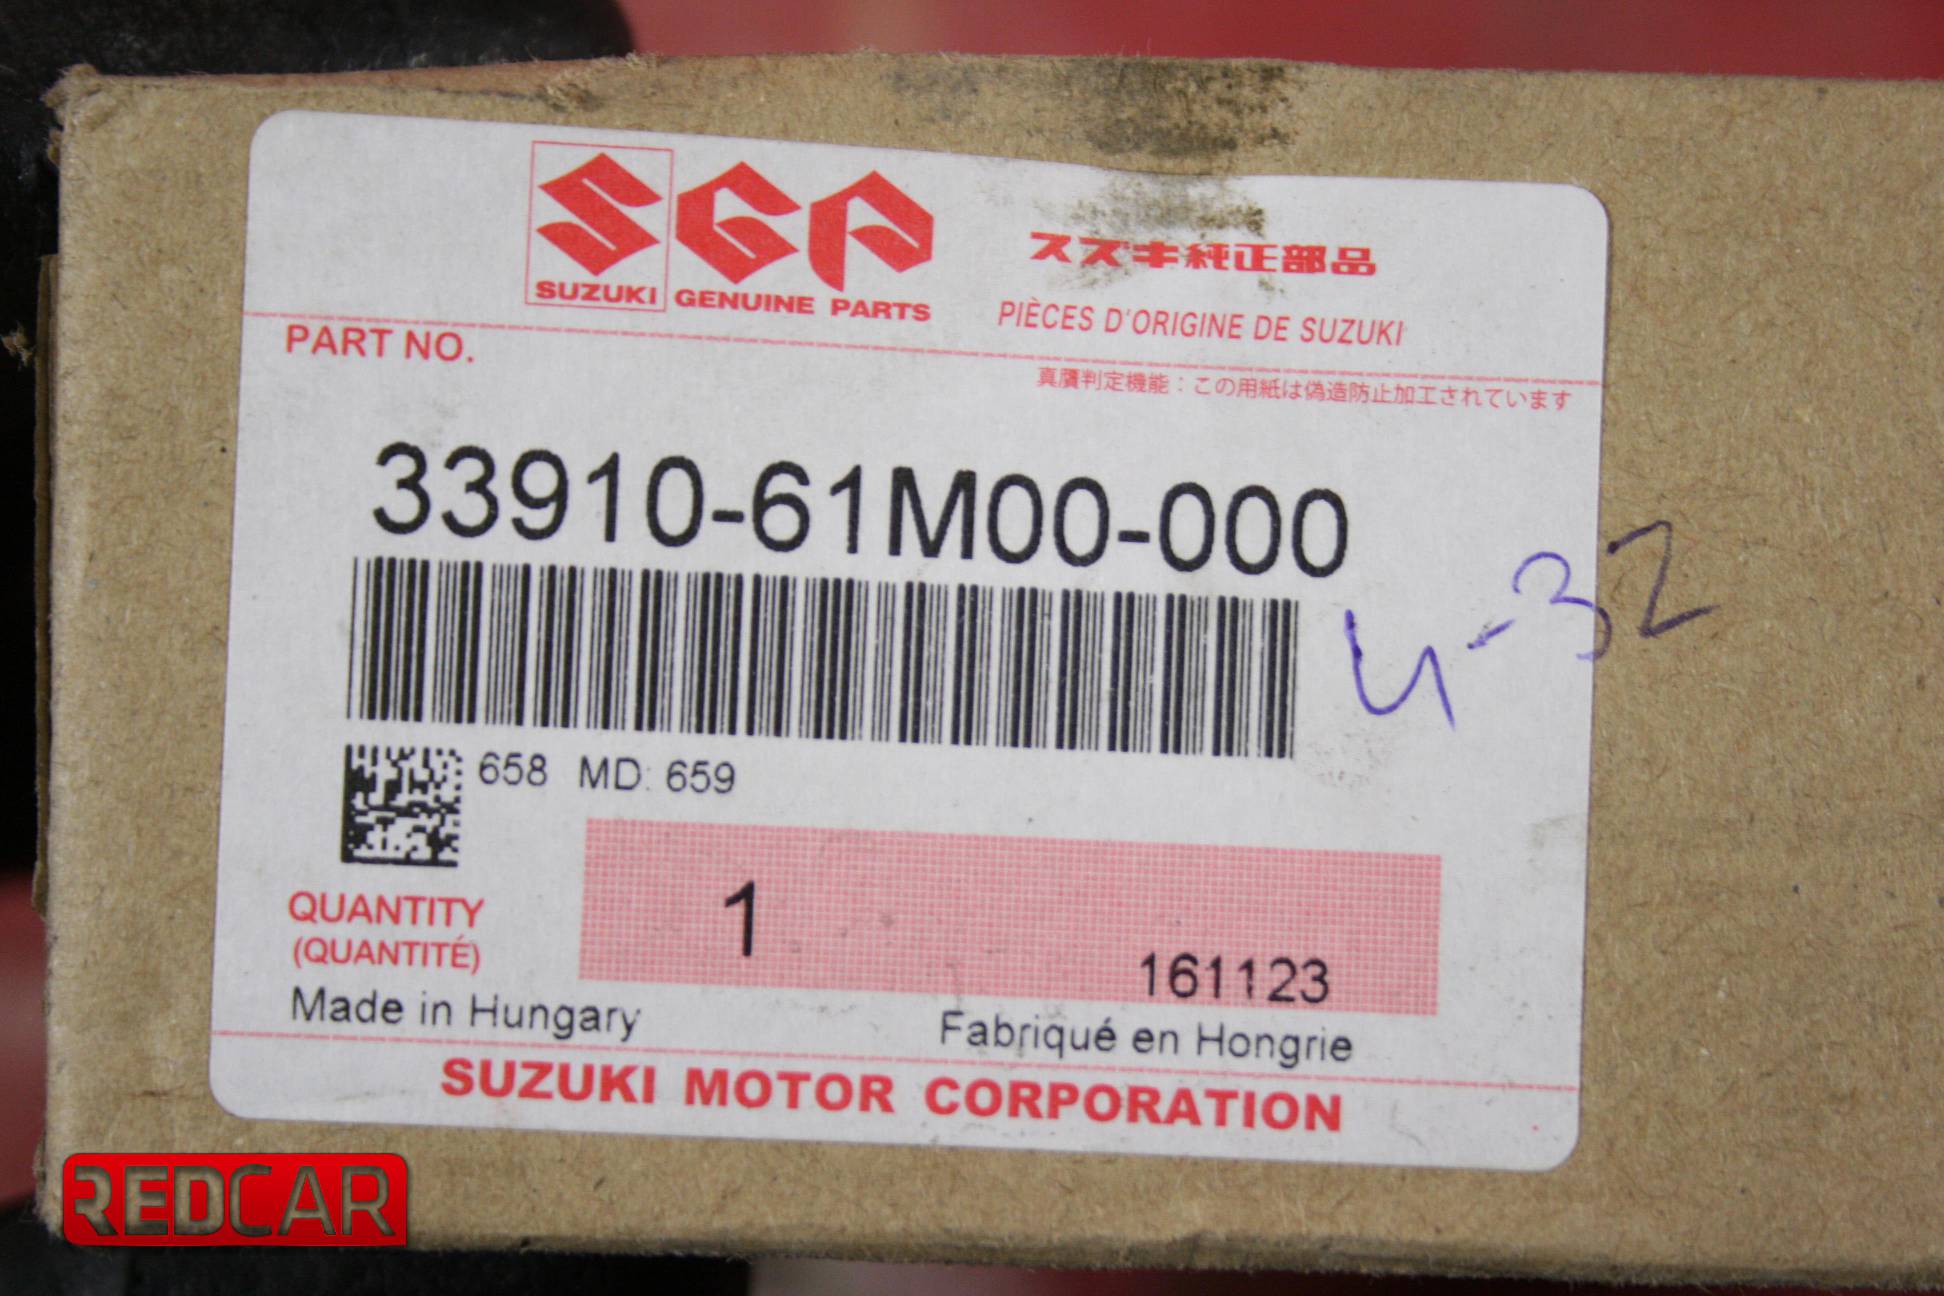 SGP
SUZUKI GENUINE PARTS
スズキ純正部品
PIÈCES D'ORIGINE DE SUZUKI
PART NO.
真贋判定機能：この用紙は偽造防止加工されています
33910-61M00-000
4-32
658 MD: 659
QUANTITY
(QUANTITÉ)
1
161123
Made in Hungary
Fabriqué en Hongrie
SUZUKI MOTOR CORPORATION
REDCAR